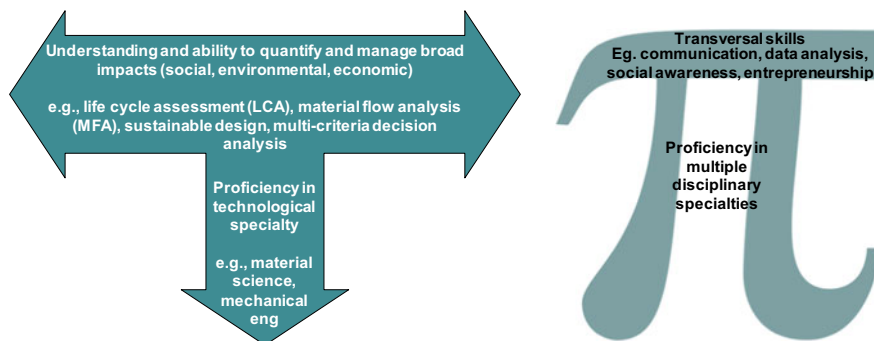 Understanding and ability to quantify and manage broad
impacts (social, environmental, economic)
e.g., life cycle assessment (LCA), material flow analysis
(MFA), sustainable design, multi-criteria decision
analysis
Proficiency in
technological
specialty
e.g., material
science,
mechanical
eng
Transversal skills
Eg. communication, data analysis,
social awareness, entrepreneurship
Proficiency in
multiple
disciplinary
specialties